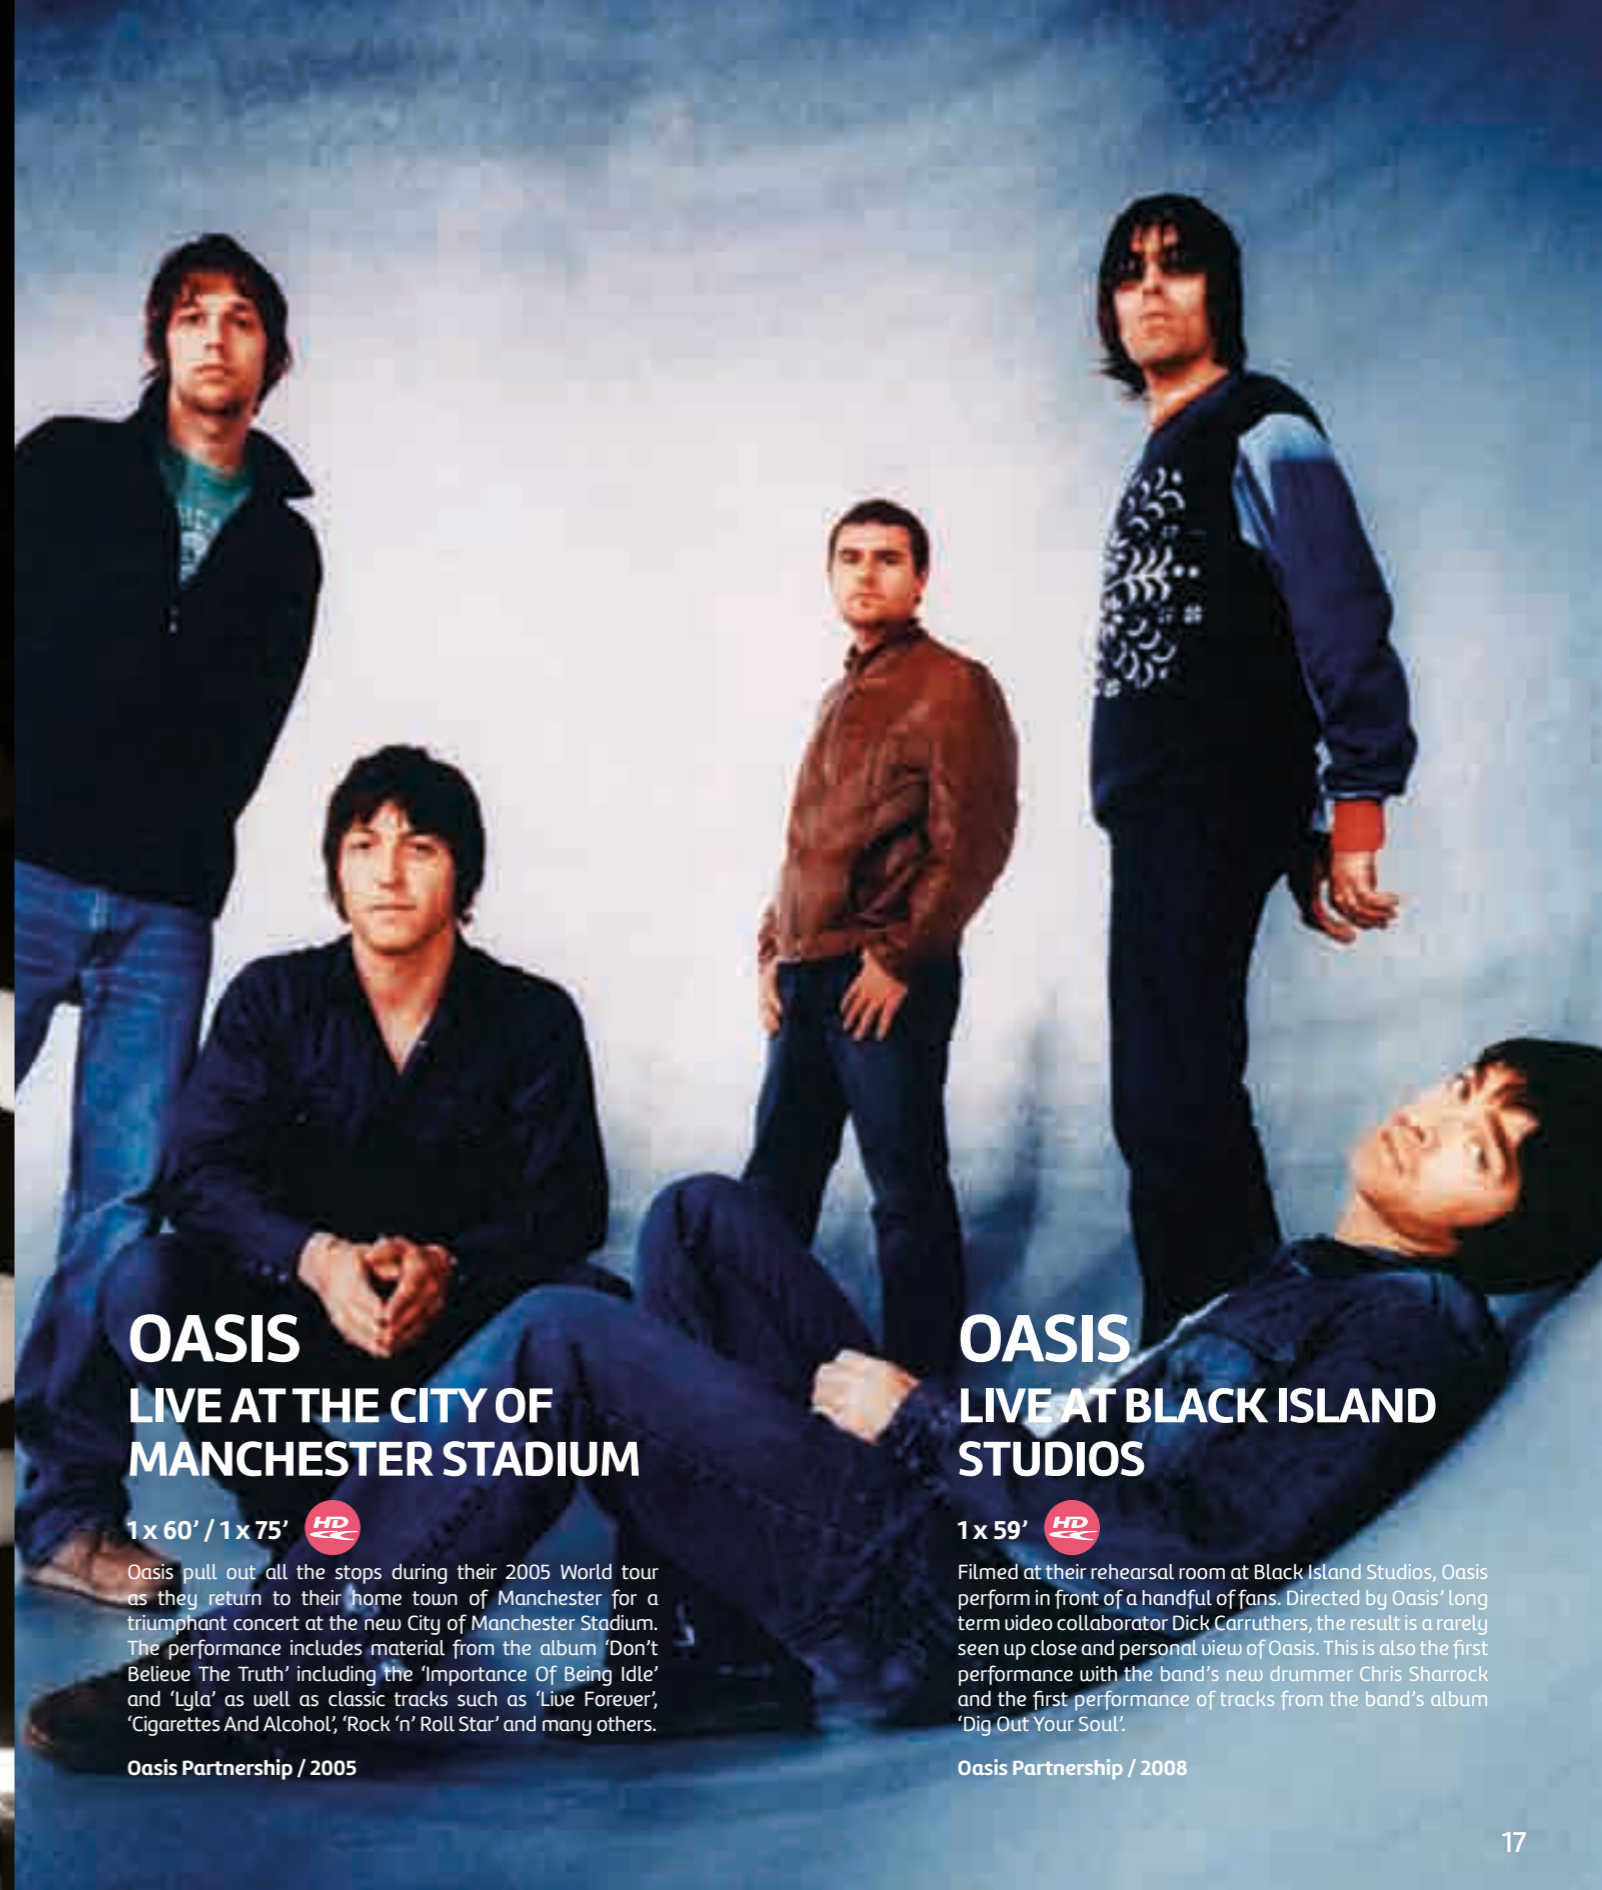 OASIS
LIVE AT THE CITY OF
MANCHESTER STADIUM
1 x 60’ / 1 x 75’ HD
Oasis pull out all the stops during their 2005 World tour
as they return to their home town of Manchester for a
triumphant concert at the new City of Manchester Stadium.
The performance includes material from the album ‘Don’t
Believe The Truth’ including the ‘Importance Of Being Idle’
and ‘Lyla’ as well as classic tracks such as ‘Live Forever’,
‘Cigarettes And Alcohol’, ‘Rock ‘n’ Roll Star’ and many others.
Oasis Partnership / 2005
OASIS
LIVE AT BLACK ISLAND
STUDIOS
1 x 59’ HD
Filmed at their rehearsal room at Black Island Studios, Oasis
perform in front of a handful of fans. Directed by Oasis’ long
term video collaborator Dick Carruthers, the result is a rarely
seen up close and personal view of Oasis. This is also the first
performance with the band’s new drummer Chris Sharrock
and the first performance of tracks from the band’s album
‘Dig Out Your Soul’.
Oasis Partnership / 2008
17